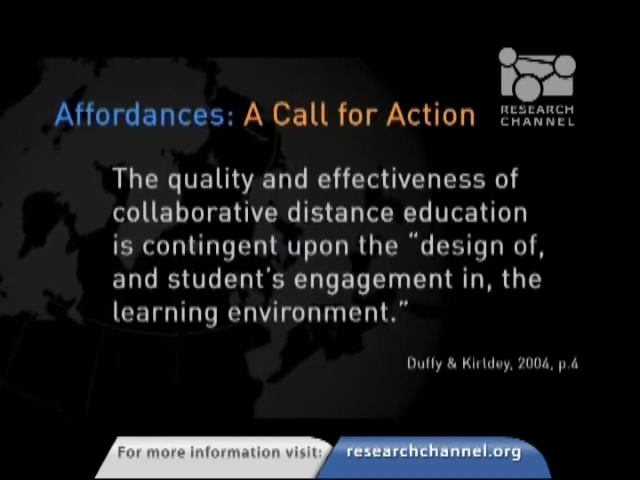 RESEARCH
CHANNEL
Affordances: A Call for Action
The quality and effectiveness of
collaborative distance education
is contingent upon the “design of,
and student’s engagement in, the
learning environment.”
Duffy & Kirldey, 2004, p.4
For more information visit: researchchannel.org